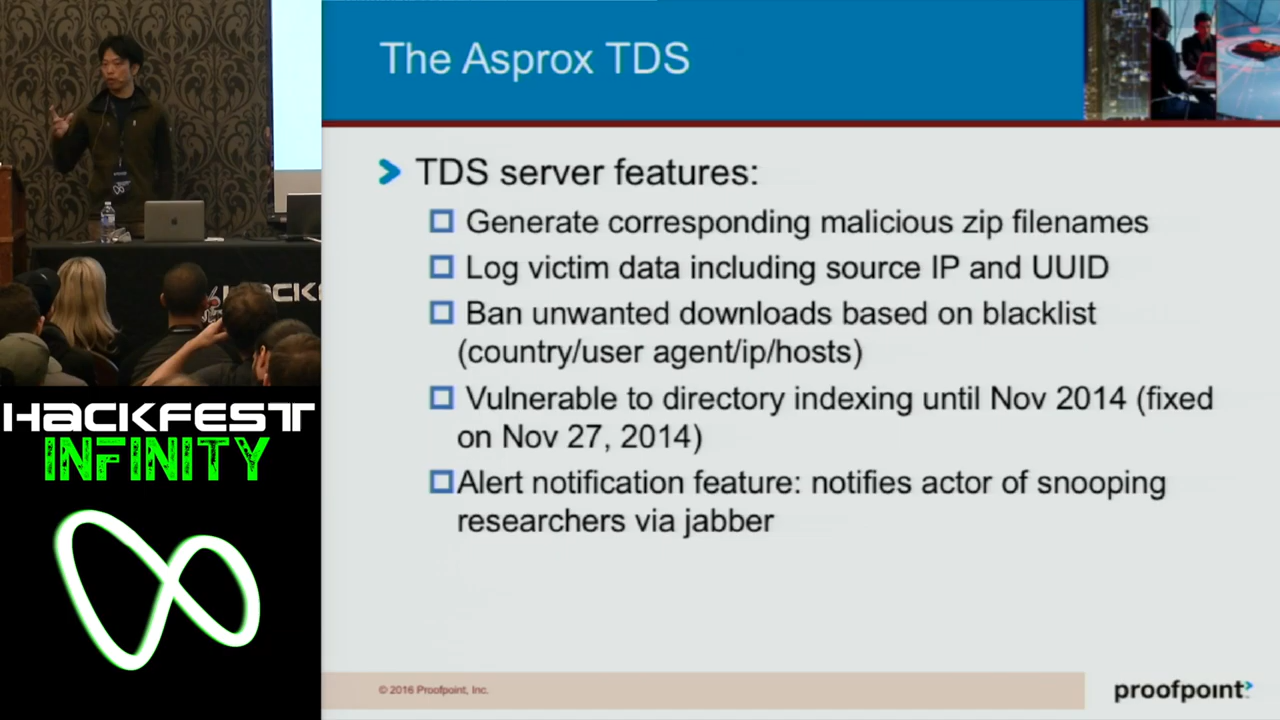 The Asprox TDS
TDS server features:
Generate corresponding malicious zip filenames
Log victim data including source IP and UUID
Ban unwanted downloads based on blacklist
(country/user agent/ip/hosts)
Vulnerable to directory indexing until Nov 2014 (fixed
on Nov 27, 2014)
Alert notification feature: notifies actor of snooping
researchers via jabber
© 2016 Proofpoint, Inc.
proofpoint
HACKFEST
INFINITY